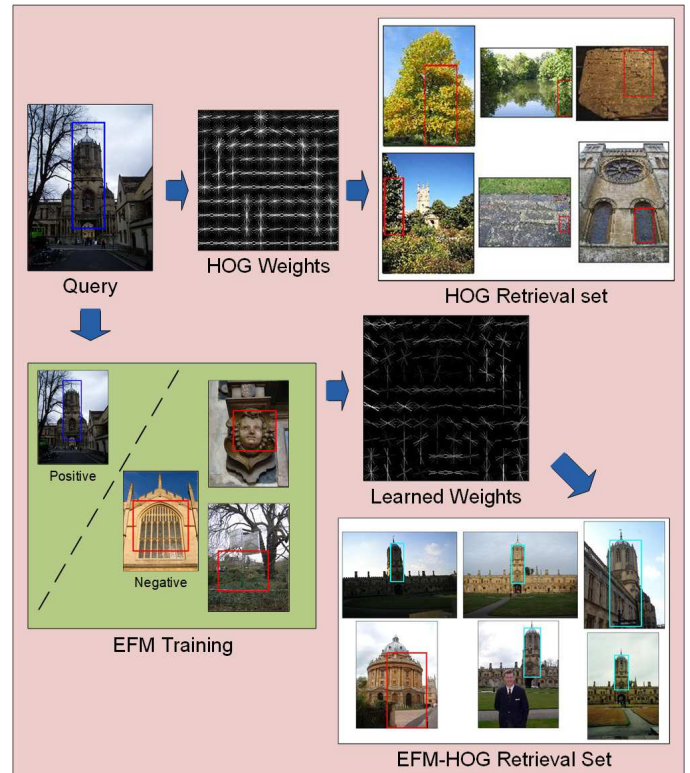 Query
HOG Weights
HOG Retrieval set
Positive
Negative
EFM Training
Learned Weights
EFM-HOG Retrieval Set